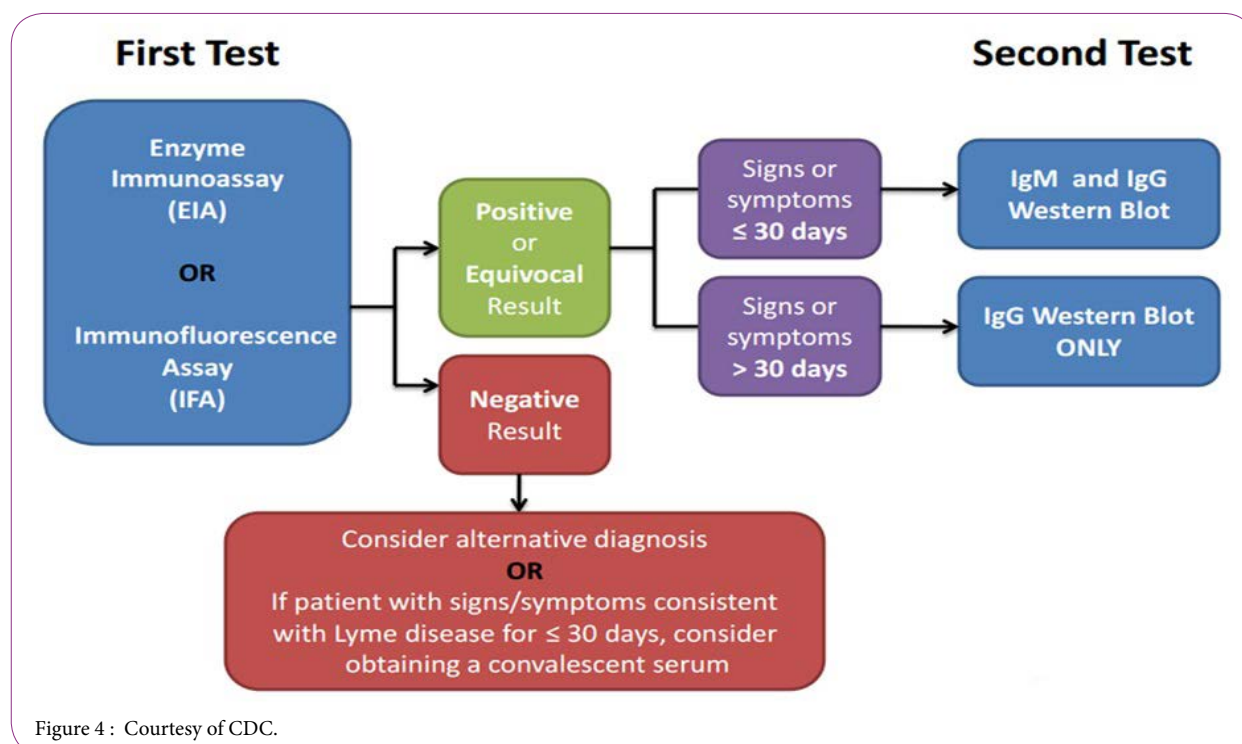 First Test
Second Test
Enzyme
Immunoassay
(EIA)
OR
Immunofluorescence
Assay
(IFA)
Positive
or
Equivocal
Result
Negative
Result
Signs or
symptoms
≤ 30 days
Signs or
symptoms
> 30 days
IgM and IgG
Western Blot
IgG Western Blot
ONLY
Consider alternative diagnosis
OR
If patient with signs/symptoms consistent
with Lyme disease for ≤ 30 days, consider
obtaining a convalescent serum
Figure 4 : Courtesy of CDC.